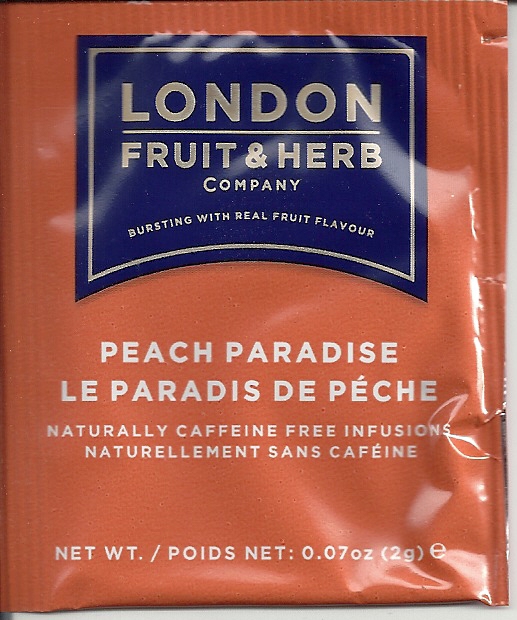 LONDON
FRUIT & HERB
COMPANY
BURSTING WITH REAL FRUIT FLAVOUR
PEACH PARADISE
LE PARADIS DE PÉCHE
NATURALLY CAFFEINE FREE INFUSIONS
NATURELLEMENT SANS CAFÉINE
NET WT. / POIDS NET: 0.07oz (2g) ℮